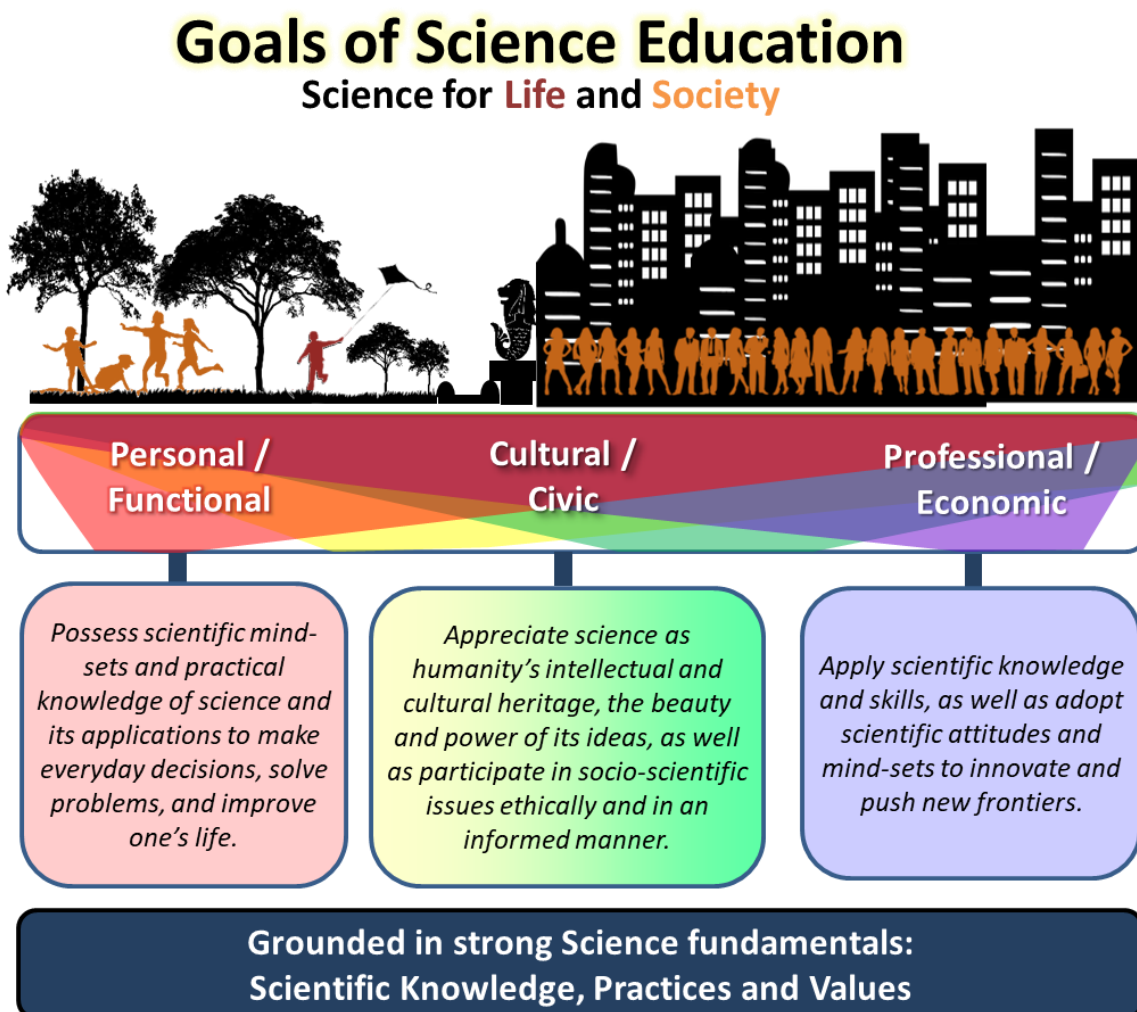 Goals of Science Education
Science for Life and Society
Personal /
Functional
Cultural /
Civic
Professional /
Economic
Possess scientific mind-
sets and practical
knowledge of science and
its applications to make
everyday decisions, solve
problems, and improve
one’s life.
Appreciate science as
humanity’s intellectual and
cultural heritage, the beauty
and power of its ideas, as well
as participate in socio-scientific
issues ethically and in an
informed manner.
Apply scientific knowledge
and skills, as well as adopt
scientific attitudes and
mind-sets to innovate and
push new frontiers.
Grounded in strong Science fundamentals:
Scientific Knowledge, Practices and Values